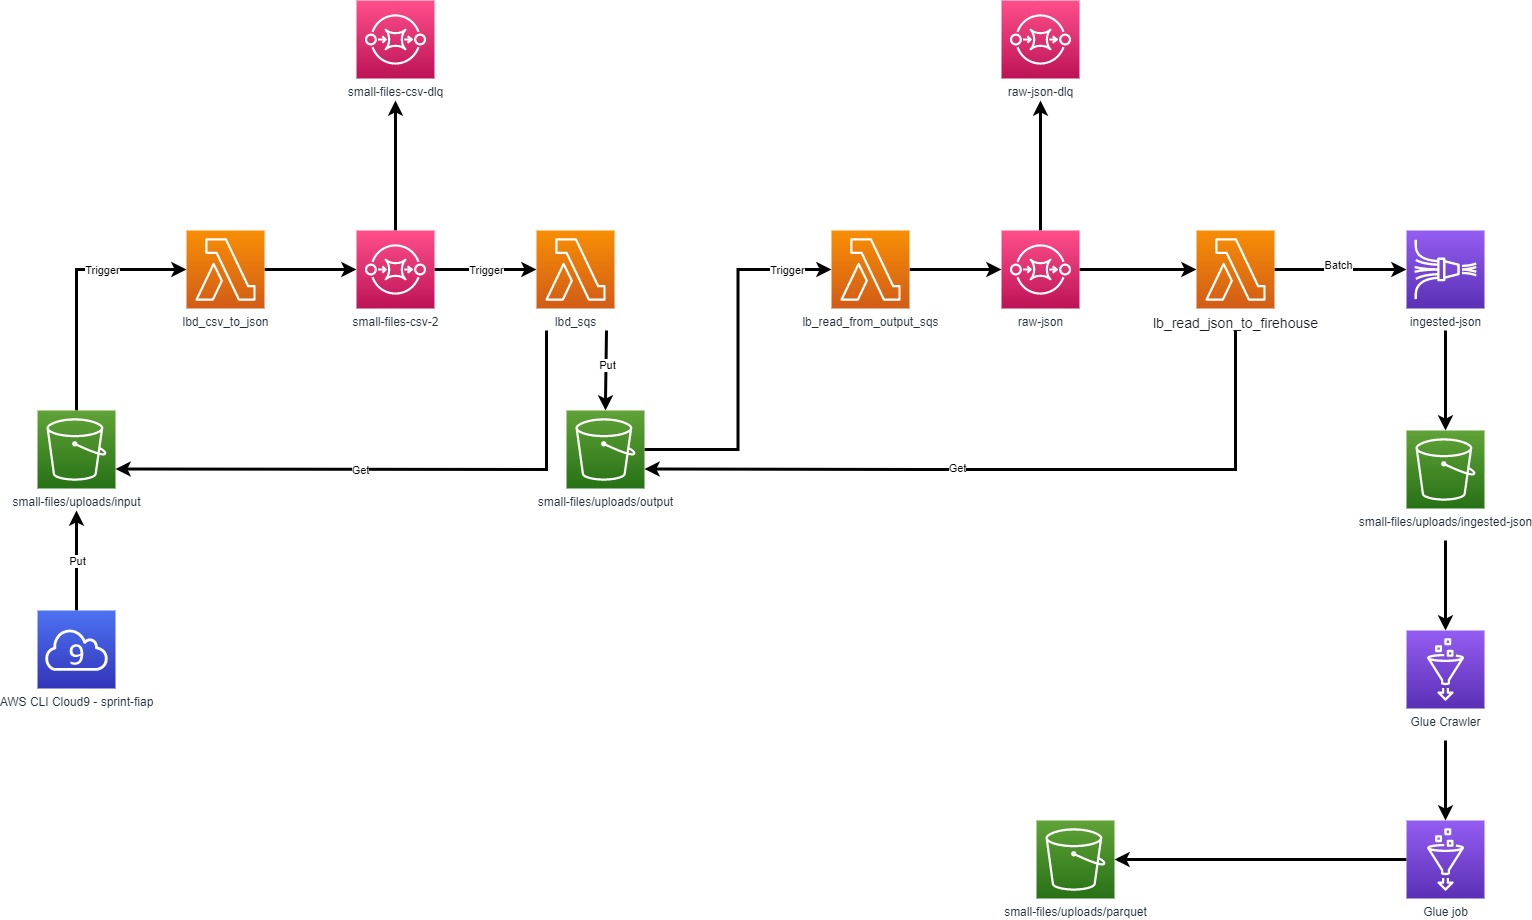 small-files-csv-dlq
raw-json-dlq
Trigger
Trigger
Trigger
Batch
lbd_csv_to_json
small-files-csv-2
lbd_sqs
lb_read_from_output_sqs
raw-json
lb_read_json_to_firehouse
ingested-json
Put
Get
Get
small-files/uploads/input
small-files/uploads/output
small-files/uploads/ingested-json
Put
9
AWS CLI Cloud9 - sprint-fiap
Glue Crawler
small-files/uploads/parquet
Glue job